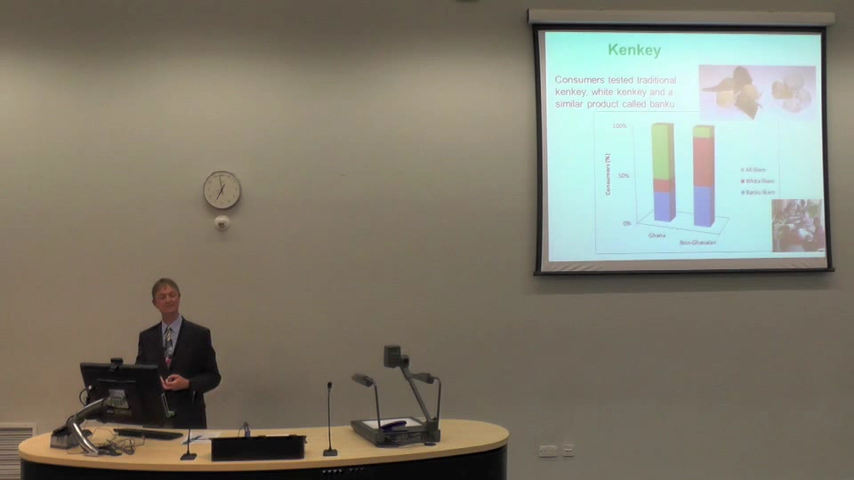 Kenkey
Consumers tested traditional
kenkey, white kenkey and a
similar product called banku
100%
50%
0%
Consumers (%)
Ghana
Non-Ghanaian